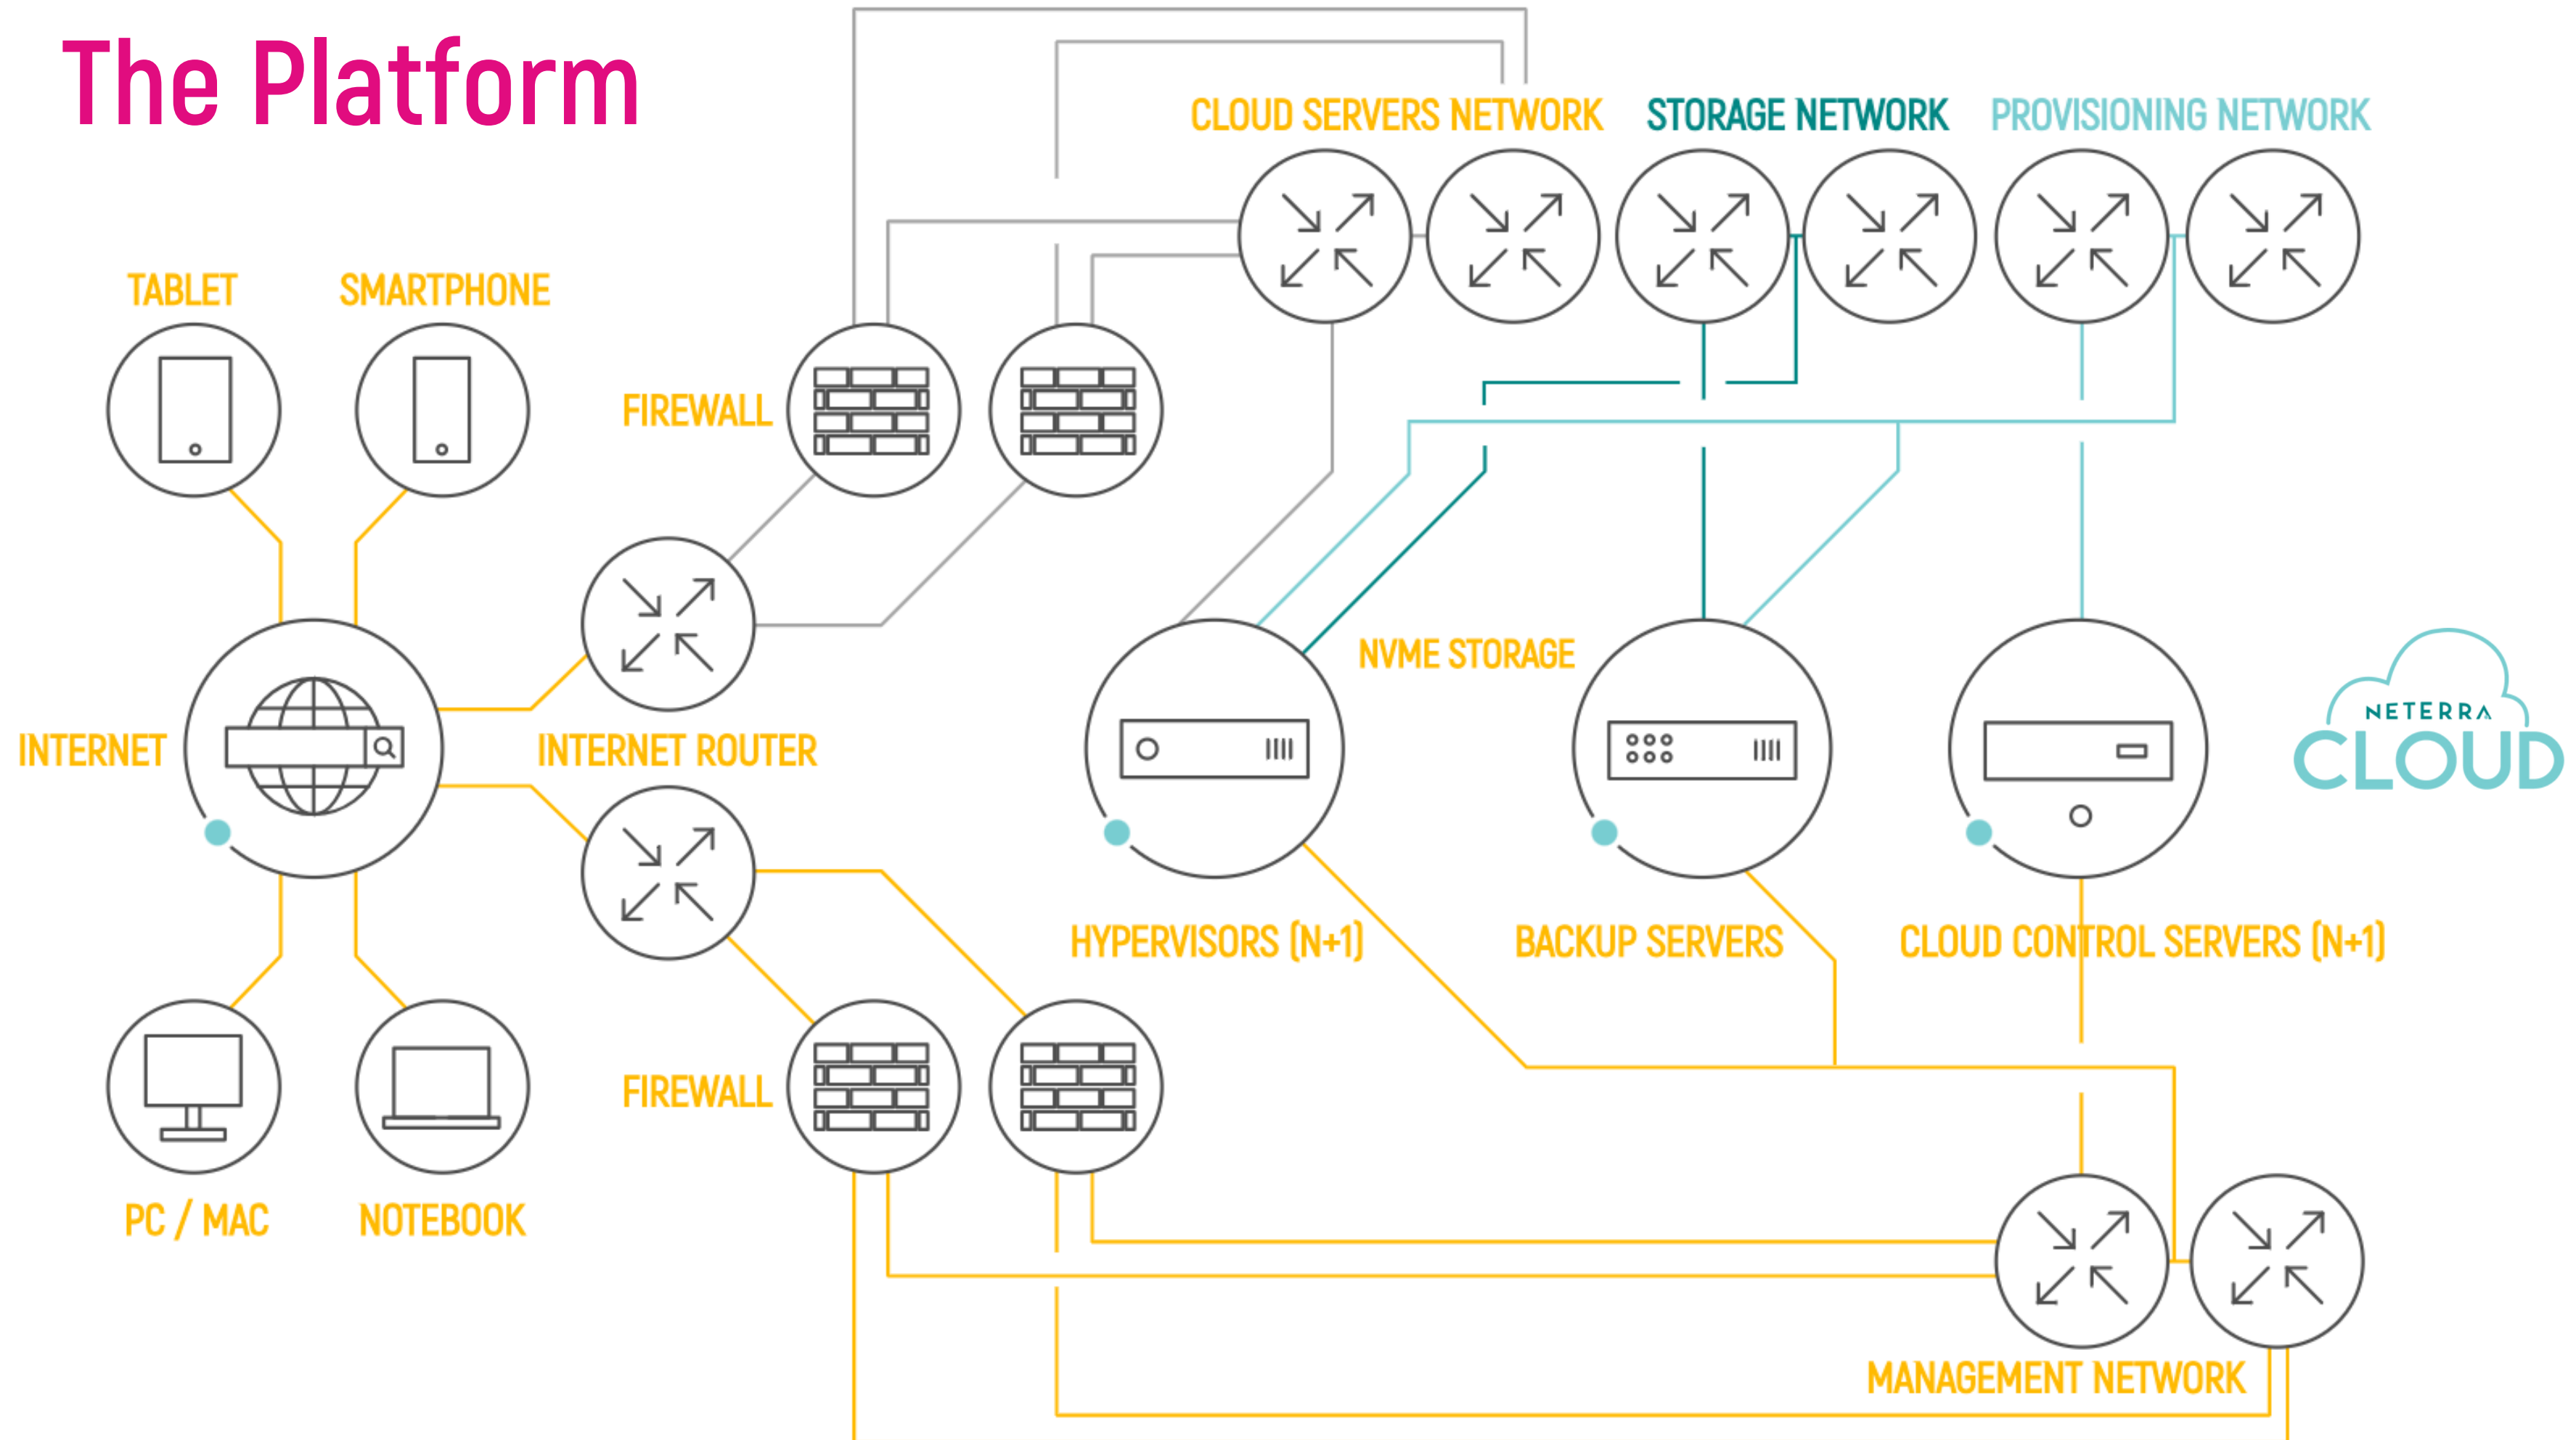 The Platform
CLOUD SERVERS NETWORK
STORAGE NETWORK
PROVISIONING NETWORK
TABLET
SMARTPHONE
FIREWALL
NVME STORAGE
NETERRA
CLOUD
INTERNET
INTERNET ROUTER
HYPERVISORS (N+1)
BACKUP SERVERS
CLOUD CONTROL SERVERS (N+1)
FIREWALL
PC / MAC
NOTEBOOK
MANAGEMENT NETWORK